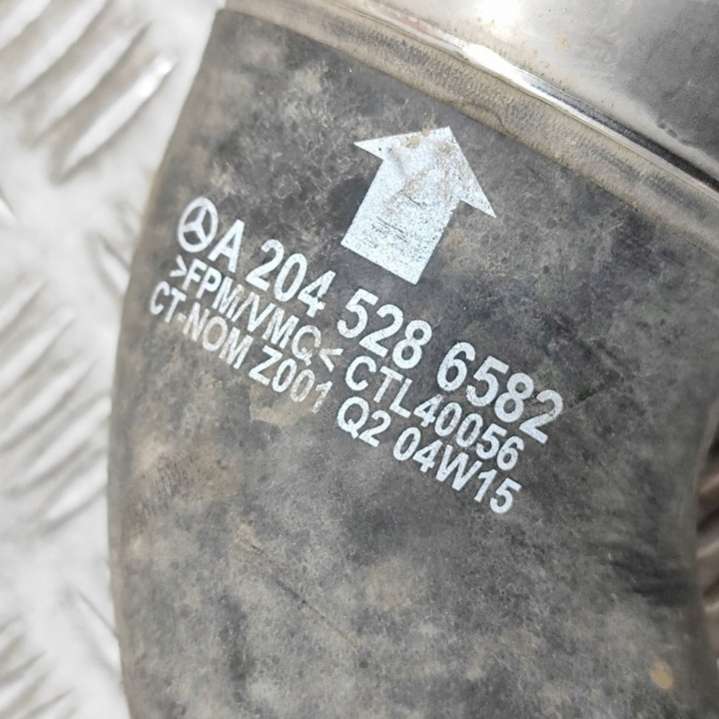 A 204 528 6582
>FPM/VMQ< CTL40056
CT-NOM Z001 Q2 04W15